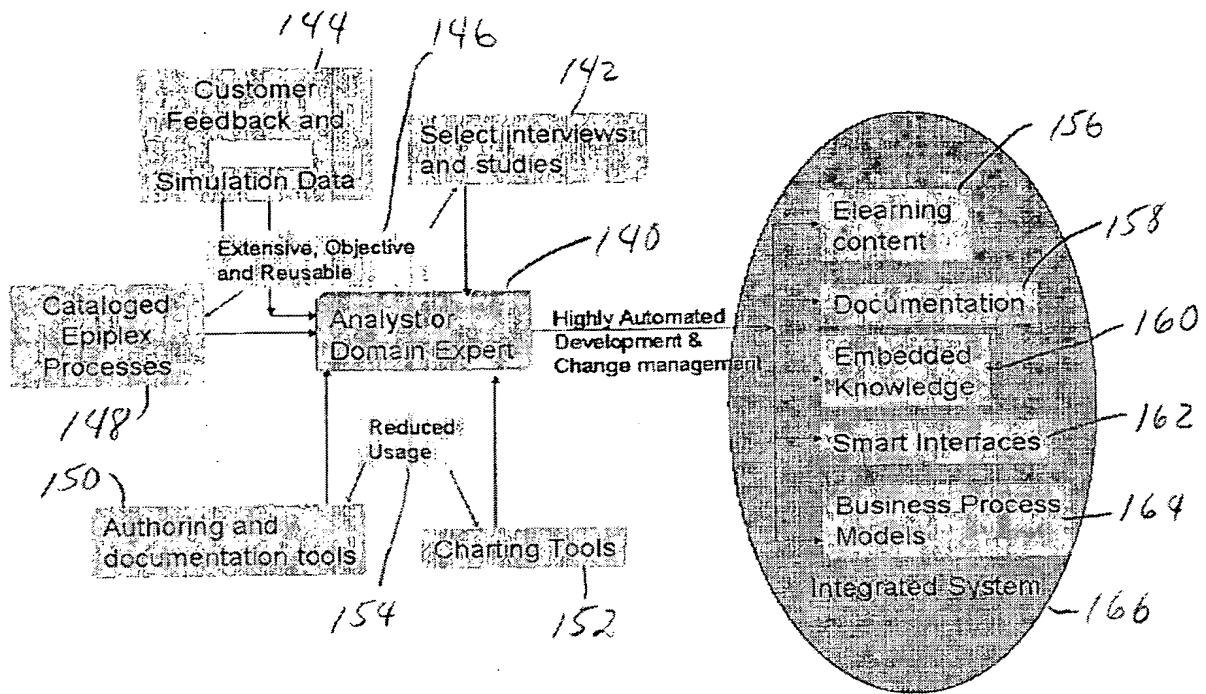 144
146
142
Customer
Feedback and
Simulation Data
Select interviews
and studies
156
Elearning
content
158
Extensive, Objective
and Reusable
140
Cataloged
Epiplex
Processes
Analyst or
Domain Expert
Highly Automated
Development &
Change management
Documentation
160
Embedded
Knowledge
148
Reduced
Usage
162
Smart Interfaces
150
Authoring and
documentation tools
Charting Tools
Business Process
Models
164
154
152
Integrated System
166